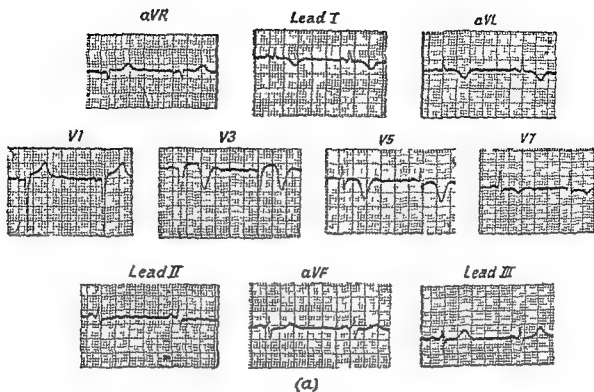 aVR Lead I aVL
V1 V3 V5 V7
Lead II aVF Lead III
(a)